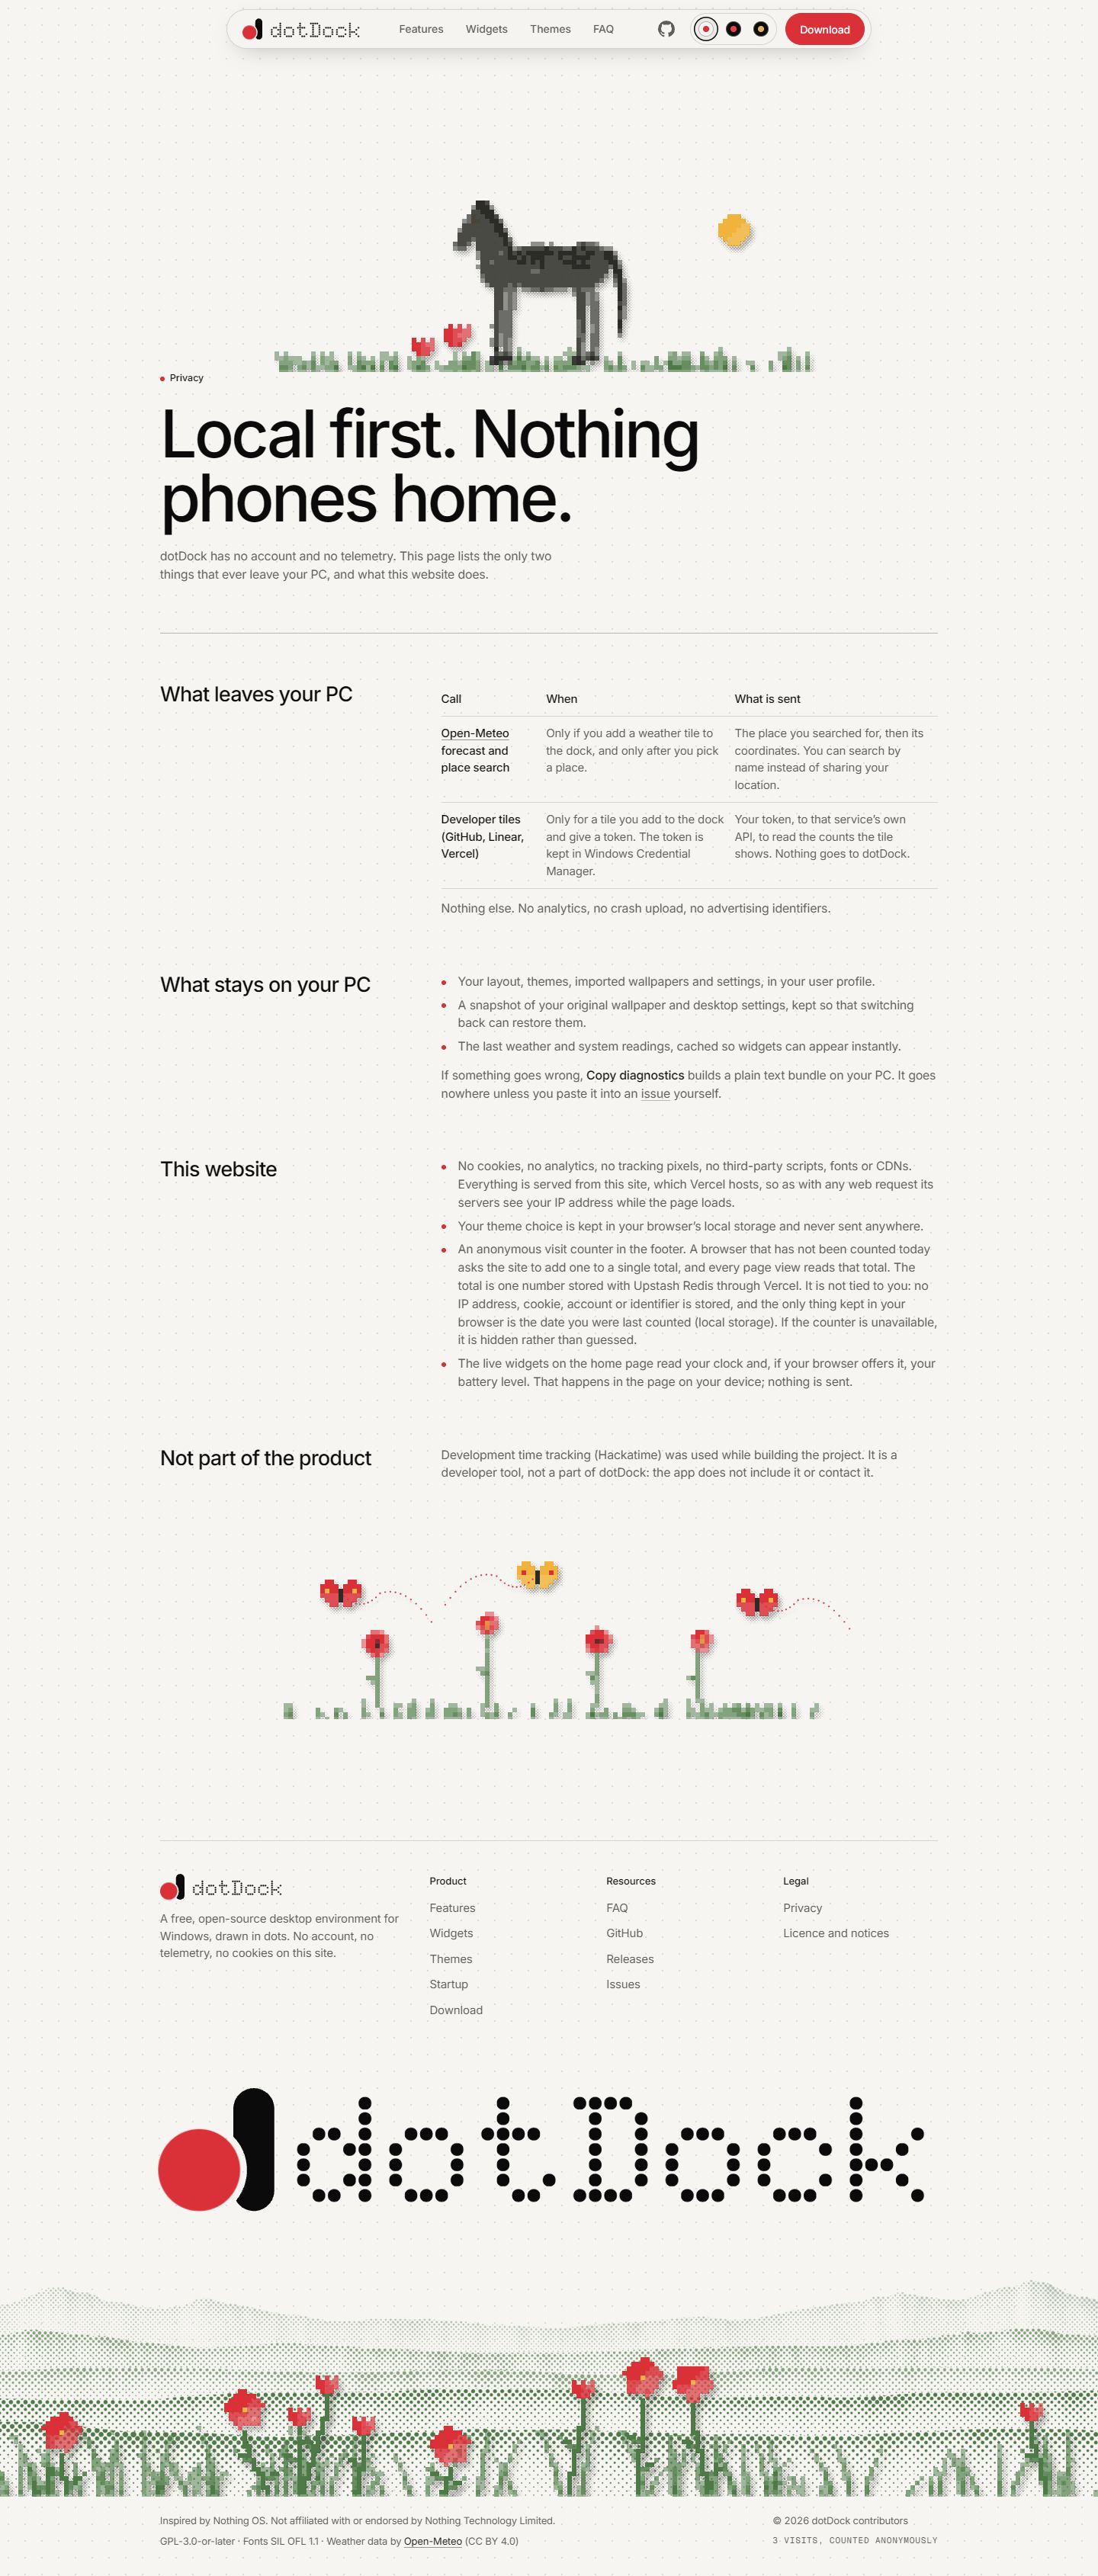 dotDock
Features Widgets Themes FAQ
Download
Privacy
Local first. Nothing
phones home.
dotDock has no account and no telemetry. This page lists the only two
things that ever leave your PC, and what this website does.
What leaves your PC
Call When What is sent
Open-Meteo
forecast and
place search
Only if you add a weather tile to
the dock, and only after you pick
a place.
The place you searched for, then its
coordinates. You can search by
name instead of sharing your
location.
Developer tiles
(GitHub, Linear,
Vercel)
Only for a tile you add to the dock
and give a token. The token is
kept in Windows Credential
Manager.
Your token, to that service’s own
API, to read the counts the tile
shows. Nothing goes to dotDock.
Nothing else. No analytics, no crash upload, no advertising identifiers.
What stays on your PC
Your layout, themes, imported wallpapers and settings, in your user profile.
A snapshot of your original wallpaper and desktop settings, kept so that switching
back can restore them.
The last weather and system readings, cached so widgets can appear instantly.
If something goes wrong, Copy diagnostics builds a plain text bundle on your PC. It goes
nowhere unless you paste it into an issue yourself.
This website
No cookies, no analytics, no tracking pixels, no third-party scripts, fonts or CDNs.
Everything is served from this site, which Vercel hosts, so as with any web request its
servers see your IP address while the page loads.
Your theme choice is kept in your browser’s local storage and never sent anywhere.
An anonymous visit counter in the footer. A browser that has not been counted today
asks the site to add one to a single total, and every page view reads that total. The
total is one number stored with Upstash Redis through Vercel. It is not tied to you: no
IP address, cookie, account or identifier is stored, and the only thing kept in your
browser is the date you were last counted (local storage). If the counter is unavailable,
it is hidden rather than guessed.
The live widgets on the home page read your clock and, if your browser offers it, your
battery level. That happens in the page on your device; nothing is sent.
Not part of the product
Development time tracking (Hackatime) was used while building the project. It is a
developer tool, not a part of dotDock: the app does not include it or contact it.
dotDock
A free, open-source desktop environment for
Windows, drawn in dots. No account, no
telemetry, no cookies on this site.
Product
Features
Widgets
Themes
Startup
Download
Resources
FAQ
GitHub
Releases
Issues
Legal
Privacy
Licence and notices
dotDock
Inspired by Nothing OS. Not affiliated with or endorsed by Nothing Technology Limited.
GPL-3.0-or-later · Fonts SIL OFL 1.1 · Weather data by Open-Meteo (CC BY 4.0)
© 2026 dotDock contributors
3 VISITS, COUNTED ANONYMOUSLY